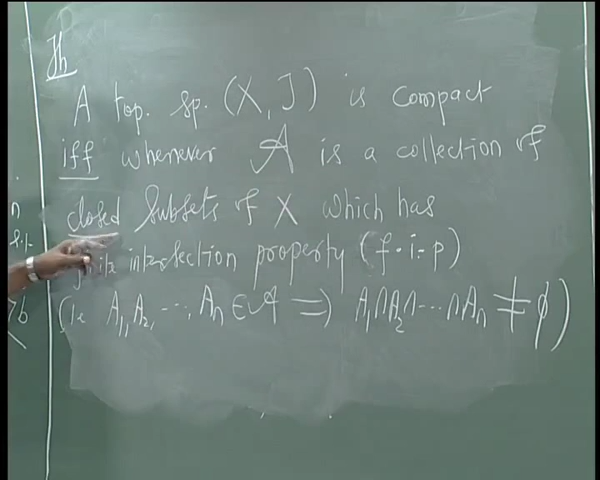 Th
A top. sp. (X, J) is compact
iff whenever 𝒜 is a collection of
closed subsets of X which has
finite intersection property (f.i.p)
(i.e A₁, A₂, ..., Aₙ ∈ 𝒜 ⇒ A₁∩A₂∩...∩Aₙ ≠ ϕ)